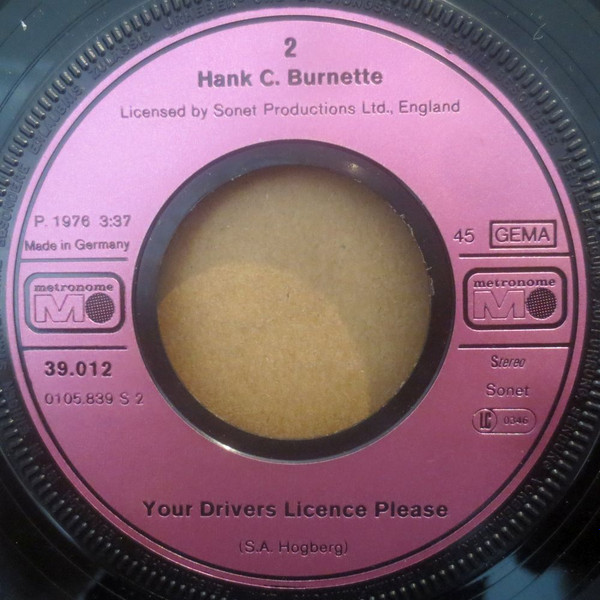 2
Hank C. Burnette
Licensed by Sonet Productions Ltd., England
P. 1976 3:37
Made in Germany
45 GEMA
metronome
M
metronome
M
39.012
0105.839 S 2
Stereo
Sonet
LC 0346
Your Drivers Licence Please
(S.A. Hogberg)